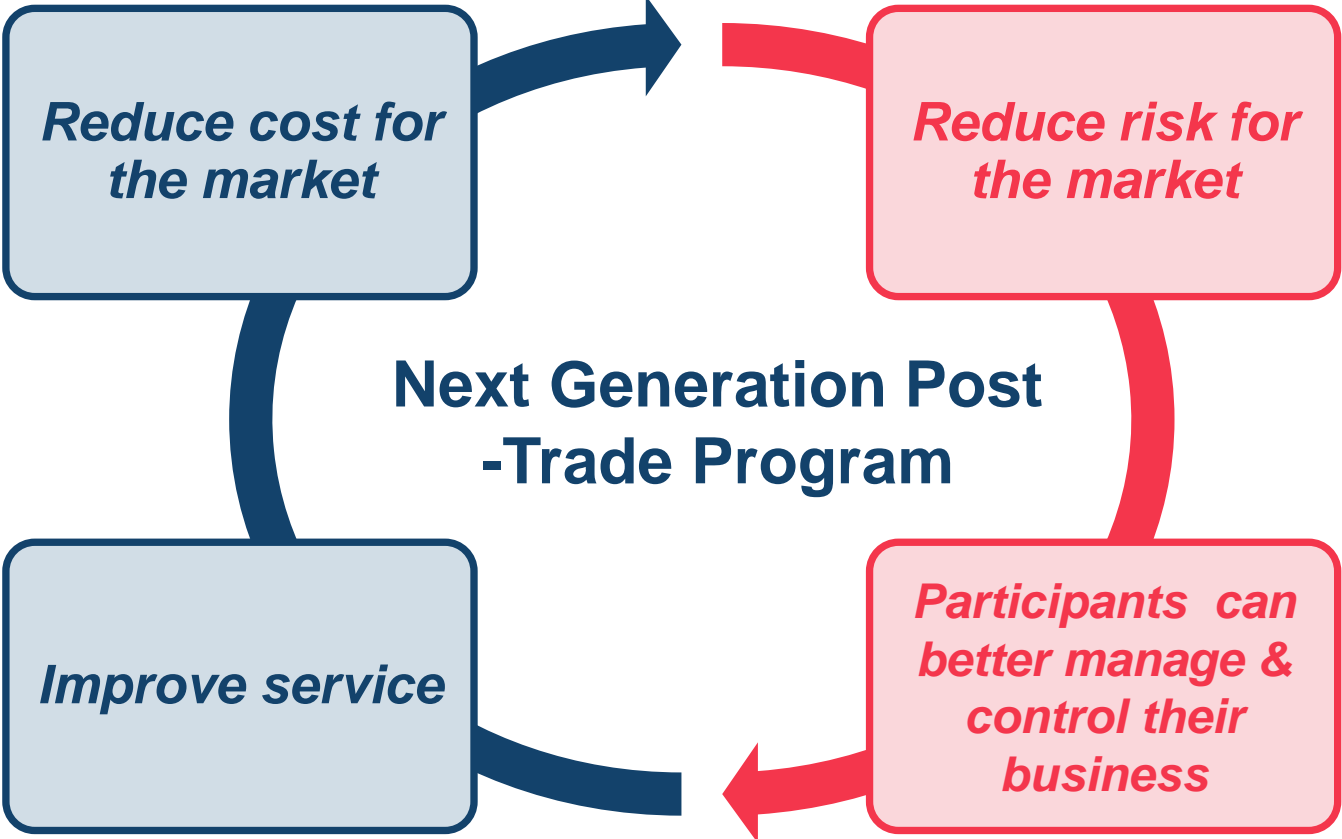 Reduce cost for
the market
Reduce risk for
the market
Next Generation Post
-Trade Program
Improve service
Participants  can
better manage &
control their
business